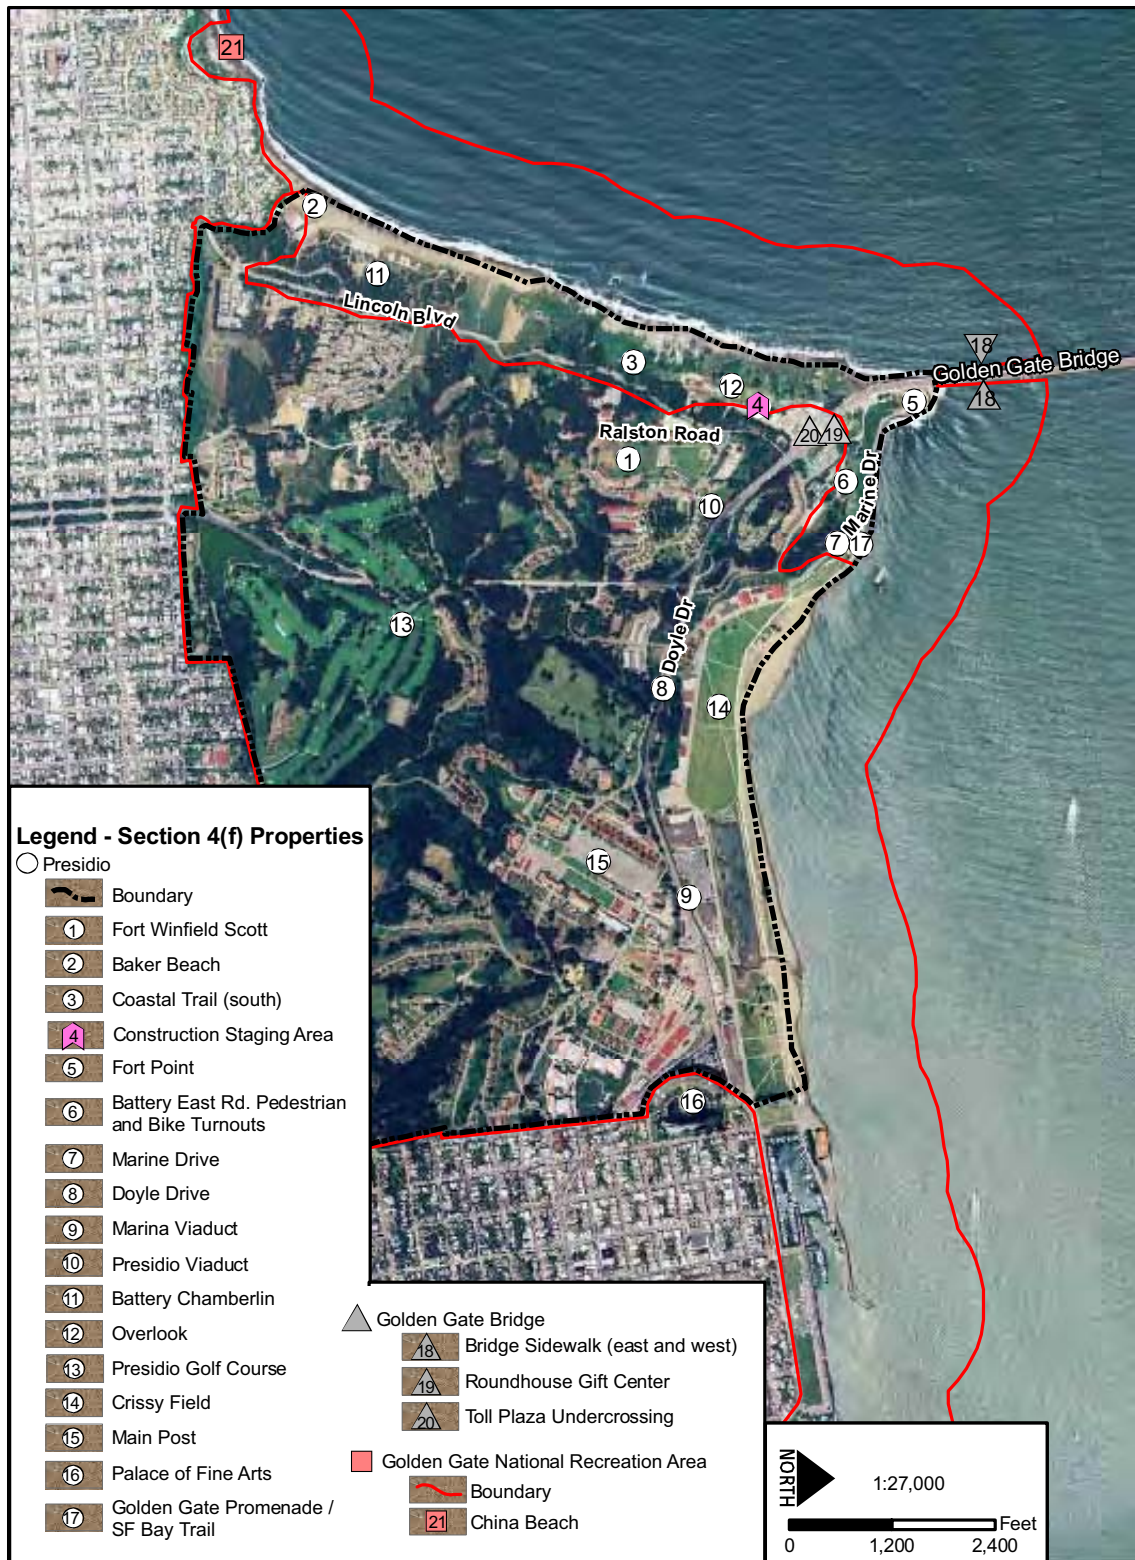 21
2
11
Lincoln Blvd
3
12
4
18
Golden Gate Bridge
18
5
Ralston Road
20
19
1
6
10
Marine Dr
7
17
13
Doyle Dr
8
14
15
9
16
Legend - Section 4(f) Properties
Presidio
Boundary
1 Fort Winfield Scott
2 Baker Beach
3 Coastal Trail (south)
4 Construction Staging Area
5 Fort Point
6 Battery East Rd. Pedestrian
and Bike Turnouts
7 Marine Drive
8 Doyle Drive
9 Marina Viaduct
10 Presidio Viaduct
11 Battery Chamberlin
12 Overlook
13 Presidio Golf Course
14 Crissy Field
15 Main Post
16 Palace of Fine Arts
17 Golden Gate Promenade /
SF Bay Trail
Golden Gate Bridge
18 Bridge Sidewalk (east and west)
19 Roundhouse Gift Center
20 Toll Plaza Undercrossing
Golden Gate National Recreation Area
Boundary
21 China Beach
NORTH
1:27,000
Feet
0 1,200 2,400